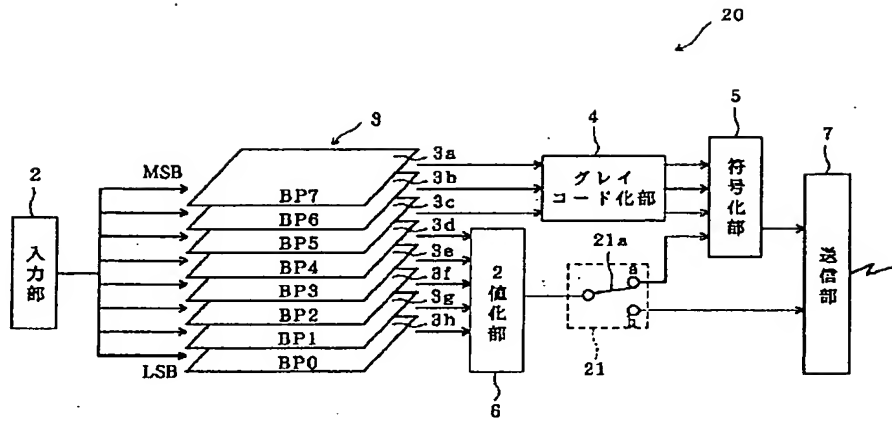 20
3
4
5
7
2
MSB
3a
3b
3c
3d
3e
3f
3g
3h
BP7
BP6
BP5
BP4
BP3
BP2
BP1
BP0
LSB
入力部
グレイ
コード化部
符号化部
送信部
2値化部
21a
a
b
21
6